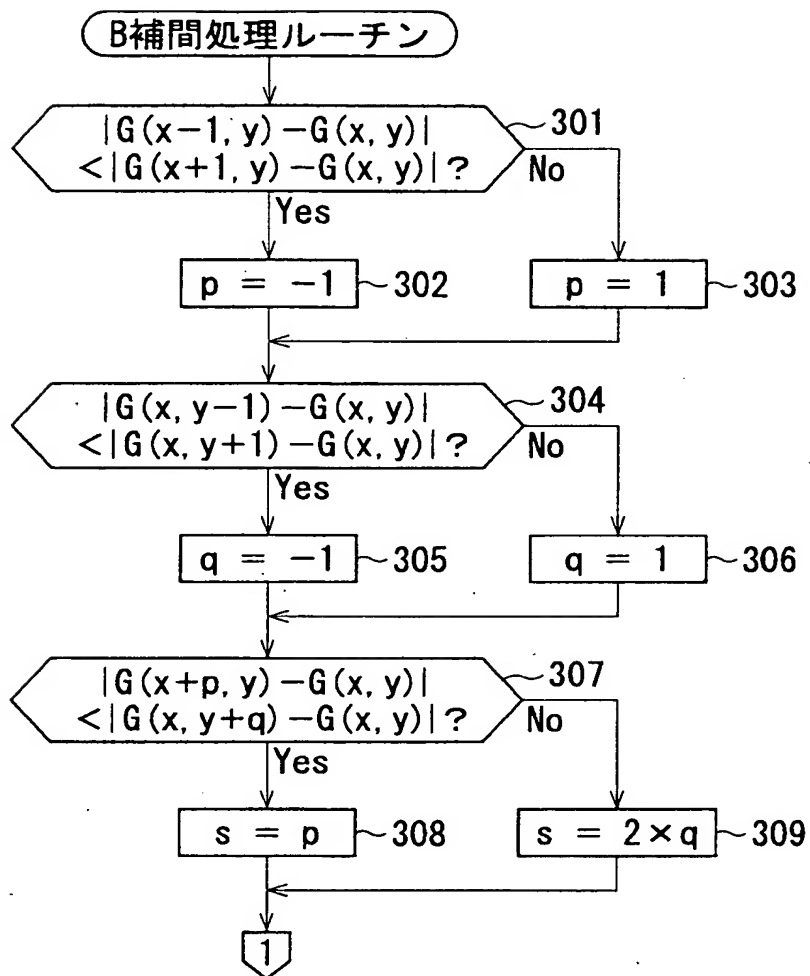 B補間処理ルーチン
|G(x−1, y)−G(x, y)|
<|G(x+1, y)−G(x, y)|?
301
No
Yes
p = −1
302
p = 1
303
|G(x, y−1)−G(x, y)|
<|G(x, y+1)−G(x, y)|?
304
No
Yes
q = −1
305
q = 1
306
|G(x+p, y)−G(x, y)|
<|G(x, y+q)−G(x, y)|?
307
No
Yes
s = p
308
s = 2×q
309
1